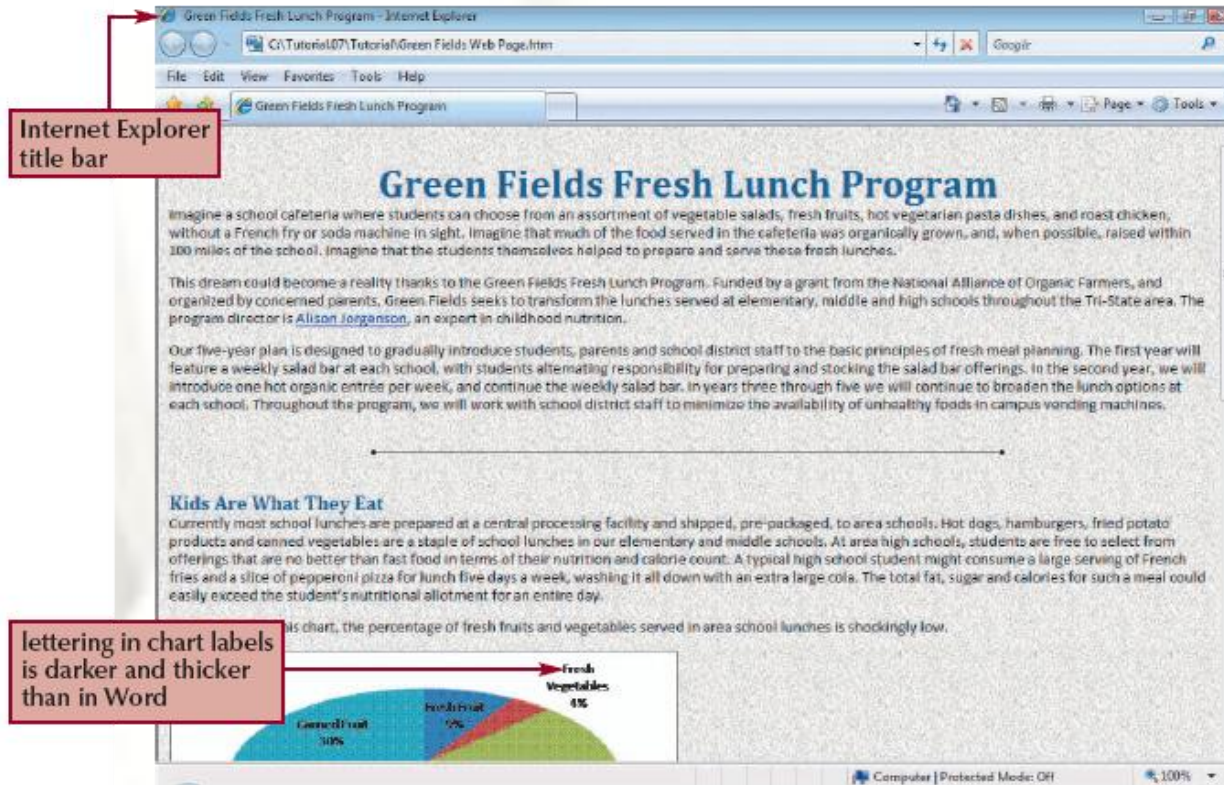 Green Fields Fresh Lunch Program - Internet Explorer
C:\Tutorial.07\Tutorial\Green Fields Web Page.htm
Google
File Edit View Favorites Tools Help
Green Fields Fresh Lunch Program
Page Tools
Internet Explorer
title bar
Green Fields Fresh Lunch Program
Imagine a school cafeteria where students can choose from an assortment of vegetable salads, fresh fruits, hot vegetarian pasta dishes, and roast chicken,
without a French fry or soda machine in sight. Imagine that much of the food served in the cafeteria was organically grown, and, when possible, raised within
100 miles of the school. Imagine that the students themselves helped to prepare and serve these fresh lunches.
This dream could become a reality thanks to the Green Fields Fresh Lunch Program. Funded by a grant from the National Alliance of Organic Farmers, and
organized by concerned parents, Green Fields seeks to transform the lunches served at elementary, middle and high schools throughout the Tri-State area. The
program director is Alison Jorgenson, an expert in childhood nutrition.
Our five-year plan is designed to gradually introduce students, parents and school district staff to the basic principles of fresh meal planning. The first year will
feature a weekly salad bar at each school, with students alternating responsibility for preparing and stocking the salad bar offerings. In the second year, we will
introduce one hot organic entrée per week, and continue the weekly salad bar. In years three through five we will continue to broaden the lunch options at
each school. Throughout the program, we will work with school district staff to minimize the availability of unhealthy foods in campus vending machines.
Kids Are What They Eat
Currently most school lunches are prepared at a central processing facility and shipped, pre-packaged, to area schools. Hot dogs, hamburgers, fried potato
products and canned vegetables are a staple of school lunches in our elementary and middle schools. At area high schools, students are free to select from
offerings that are no better than fast food in terms of their nutrition and calorie count. A typical high school student might consume a large serving of French
fries and a slice of pepperoni pizza for lunch five days a week, washing it all down with an extra large cola. The total fat, sugar and calories for such a meal could
easily exceed the student's nutritional allotment for an entire day.
is chart, the percentage of fresh fruits and vegetables served in area school lunches is shockingly low.
lettering in chart labels
is darker and thicker
than in Word
Fresh
Vegetables
4%
Fresh Fruit
9%
Canned Fruit
30%
Computer | Protected Mode: Off
100%